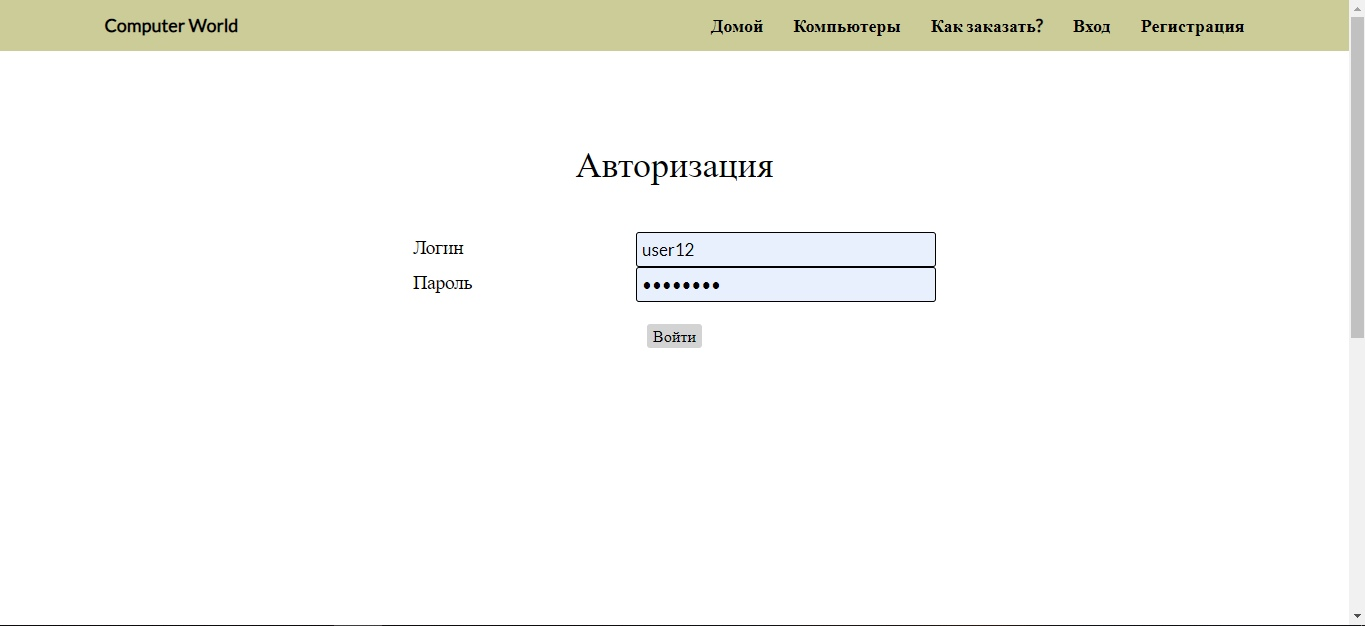 Computer World Домой Компьютеры Как заказать? Вход Регистрация
Авторизация
Логин user12
Пароль ••••••••
Войти